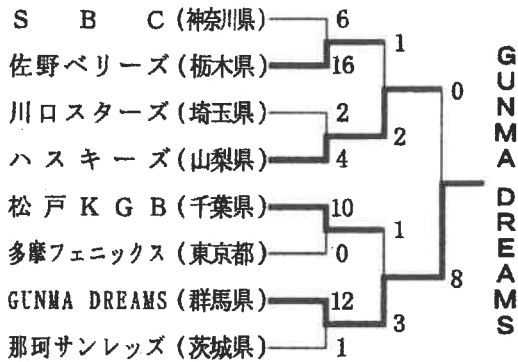 S B C (神奈川県) 6
佐野ベリーズ (栃木県) 16
1
川口スターズ (埼玉県) 2
ハスキーズ (山梨県) 4
2
0
松戸KGB (千葉県) 10
多摩フェニックス (東京都) 0
1
GUNMA DREAMS (群馬県) 12
那珂サンレッズ (茨城県) 1
3
8
GUNMA DREAMS